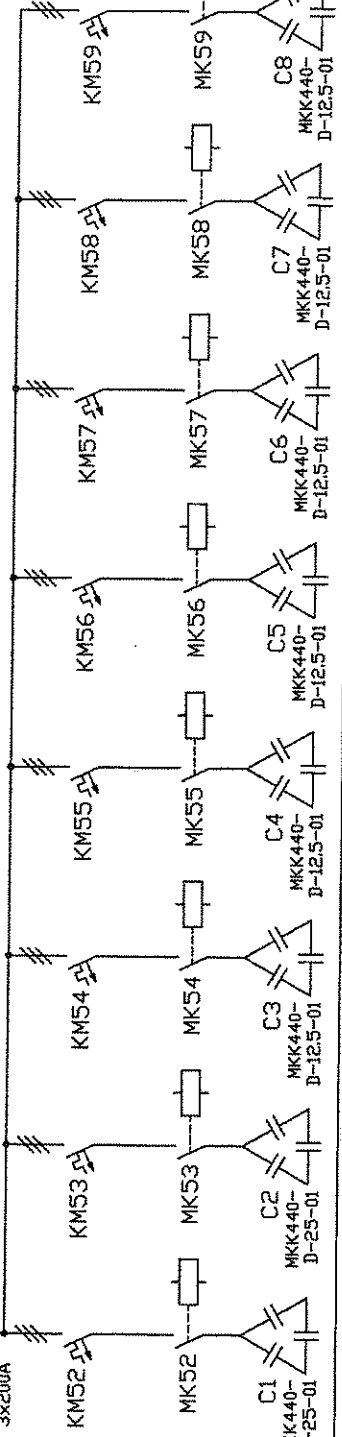 3x200A
KM52
KM53
KM54
KM55
KM56
KM57
KM58
KM59
MK52
MK53
MK54
MK55
MK56
MK57
MK58
MK59
C1
KK440-
-25-01
C2
MKK440-
D-25-01
C3
MKK440-
D-12.5-01
C4
MKK440-
D-12.5-01
C5
MKK440-
D-12.5-01
C6
MKK440-
D-12.5-01
C7
MKK440-
D-12.5-01
C8
MKK440-
D-12.5-01